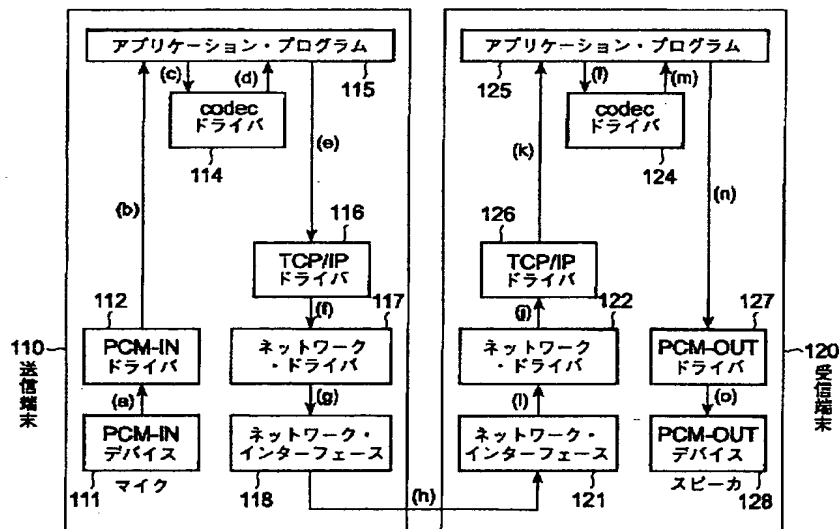 アプリケーション・プログラム
115
(c)
(d)
codec
ドライバ
114
(e)
(b)
116
TCP/IP
ドライバ
112
(f)
117
PCM-IN
ドライバ
ネットワーク
・ドライバ
110
送信端末
(a)
(g)
PCM-IN
デバイス
ネットワーク・
インターフェース
111
マイク
118
(h)
アプリケーション・プログラム
125
(l)
(m)
codec
ドライバ
124
(k)
(n)
126
TCP/IP
ドライバ
(j)
122
127
ネットワーク
・ドライバ
PCM-OUT
ドライバ
120
受信端末
(i)
(o)
ネットワーク・
インターフェース
PCM-OUT
デバイス
121
スピーカ
128